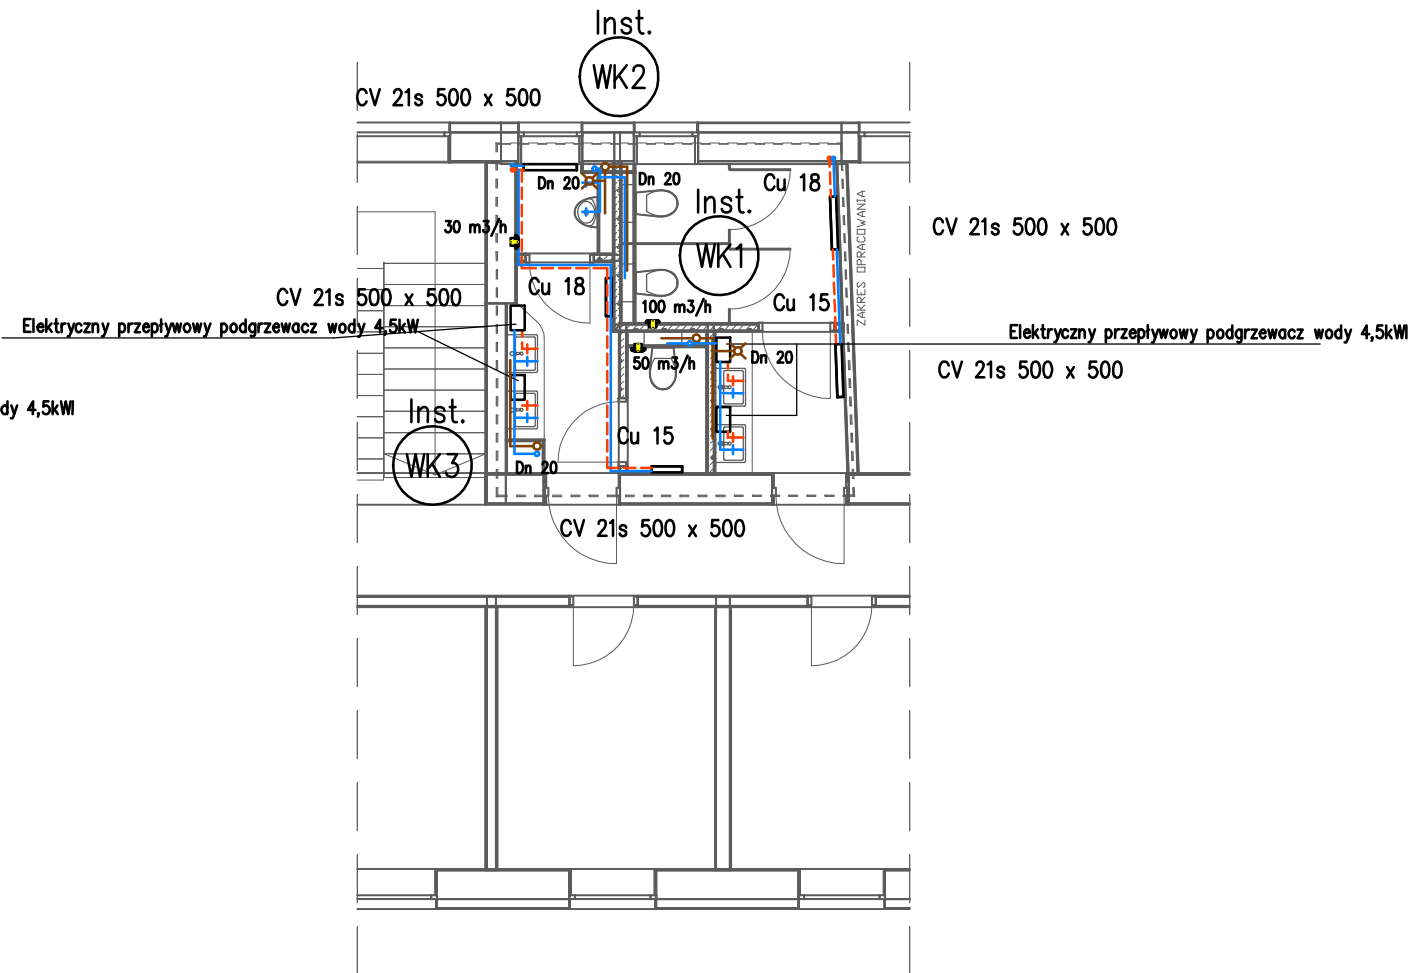 Inst.
WK2
CV 21s 500 x 500
Dn 20
Dn 20
Cu 18
Inst.
WK1
ZAKRES OPRACOWANIA
30 m3/h
CV 21s 500 x 500
Cu 18
CV 21s 500 x 500
100 m3/h
Cu 15
Elektryczny przepływowy podgrzewacz wody 4,5kW
Elektryczny przepływowy podgrzewacz wody 4,5kWl
50 m3/h
Dn 20
CV 21s 500 x 500
dy 4,5kWl
Inst.
WK3
Cu 15
Dn 20
CV 21s 500 x 500